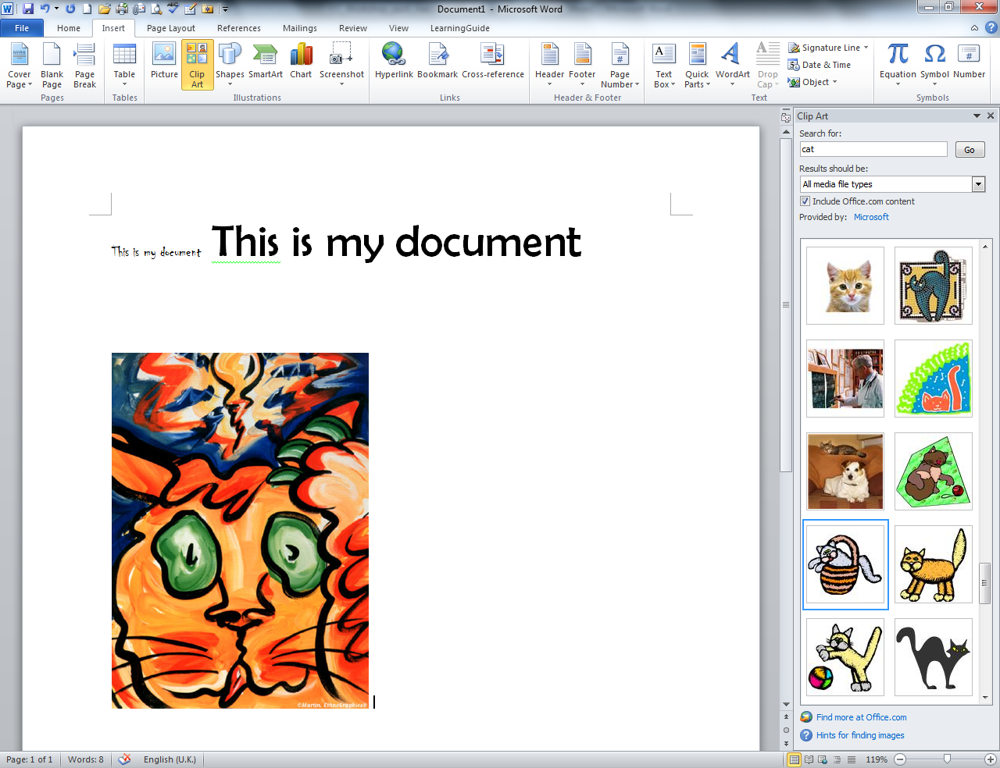 Document1 - Microsoft Word
File Home Insert Page Layout References Mailings Review View LearningGuide
Cover Page Blank Page Page Break Table Picture Clip Art Shapes SmartArt Chart Screenshot Hyperlink Bookmark Cross-reference Header Footer Page Number Text Box Quick Parts WordArt Drop Cap Signature Line Date & Time Object Equation Symbol Number
Pages Tables Illustrations Links Header & Footer Text Symbols
Clip Art
Search for:
cat Go
Results should be:
All media file types
Include Office.com content
Provided by: Microsoft
This is my document This is my document
©Martin, EthnoGraphics®
Find more at Office.com
Hints for finding images
Page: 1 of 1 Words: 8 English (U.K.) 119%